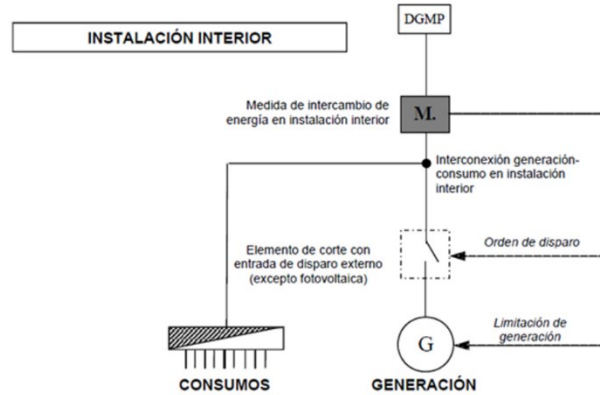 DGMP
INSTALACIÓN INTERIOR
Medida de intercambio de
energía en instalación interior
M.
Interconexión generación-
consumo en instalación
interior
Elemento de corte con
entrada de disparo externo
(excepto fotovoltaica)
Orden de disparo
Limitación de
generación
G
CONSUMOS
GENERACIÓN